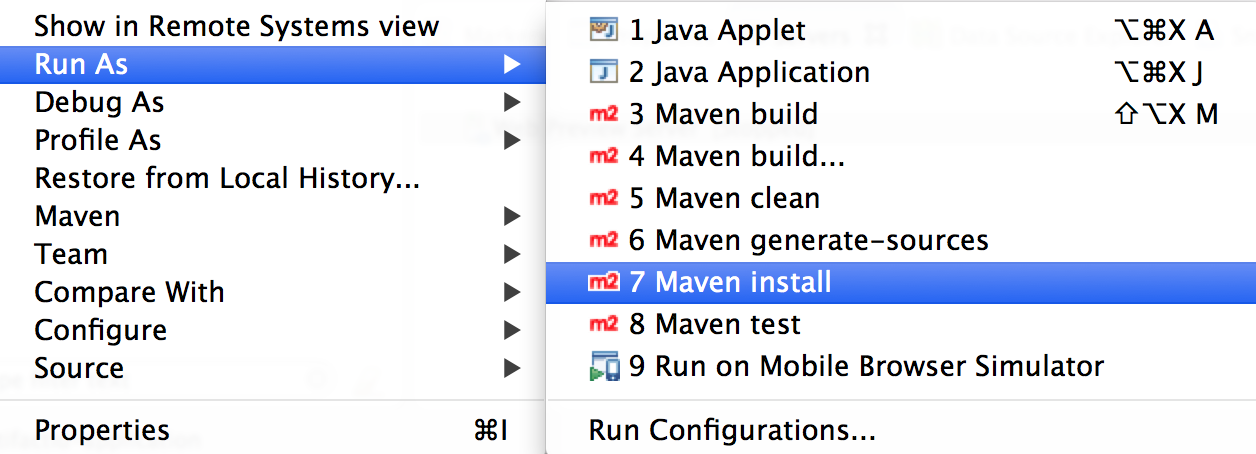 Show in Remote Systems view
Run As
Debug As
Profile As
Restore from Local History...
Maven
Team
Compare With
Configure
Source
Properties ⌘I
1 Java Applet ⌥⌘X A
2 Java Application ⌥⌘X J
m2 3 Maven build ⇧⌥X M
m2 4 Maven build...
m2 5 Maven clean
m2 6 Maven generate-sources
m2 7 Maven install
m2 8 Maven test
9 Run on Mobile Browser Simulator
Run Configurations...